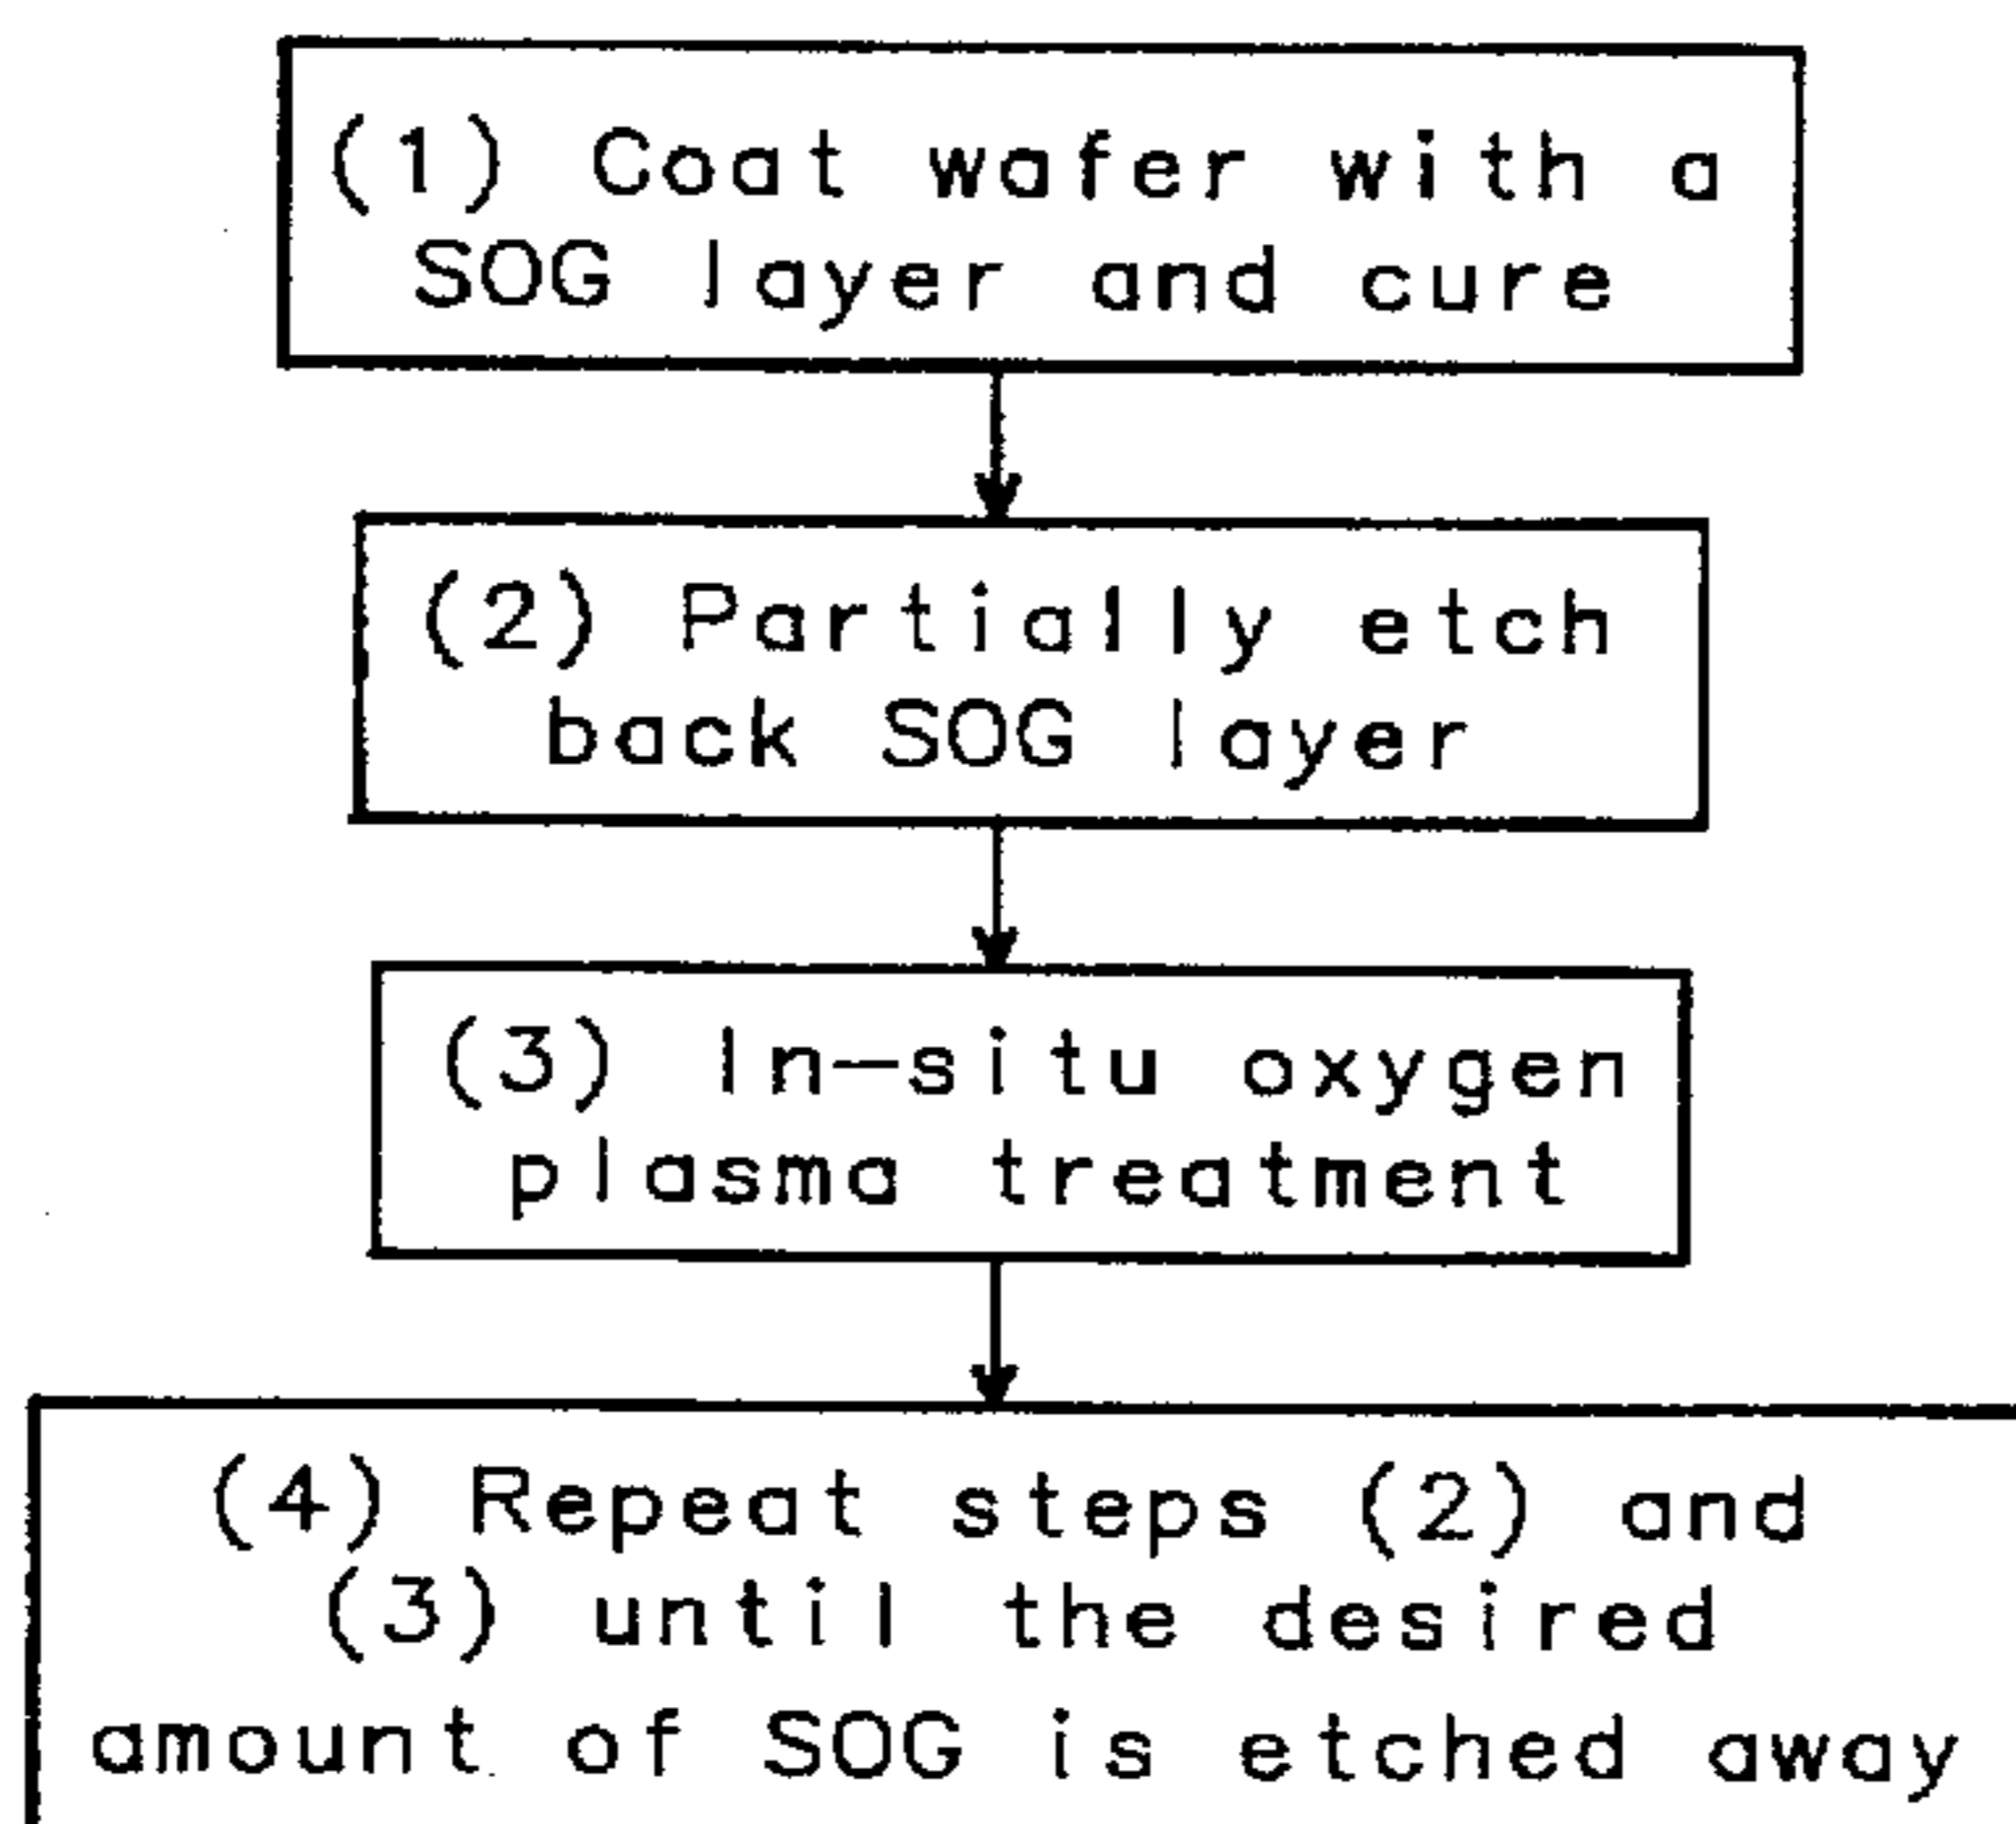 (1) Coat wafer with a
SOG layer and cure
(2) Partially etch
back SOG layer
(3) In-situ oxygen
plasma treatment
(4) Repeat steps (2) and
(3) until the desired
amount of SOG is etched away